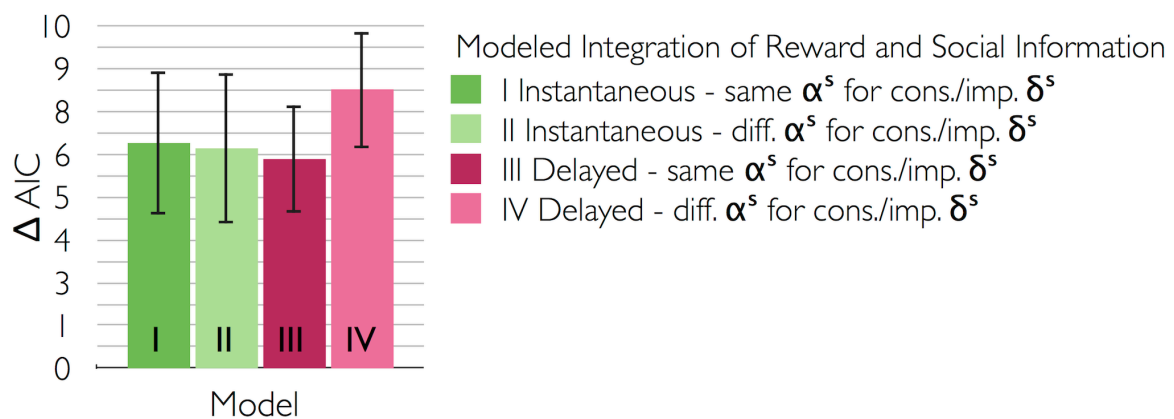 10
9
8
6
5
4
3
1
0
Δ AIC
I
II
III
IV
Model
Modeled Integration of Reward and Social Information
I Instantaneous - same αˢ for cons./imp. δˢ
II Instantaneous - diff. αˢ for cons./imp. δˢ
III Delayed - same αˢ for cons./imp. δˢ
IV Delayed - diff. αˢ for cons./imp. δˢ